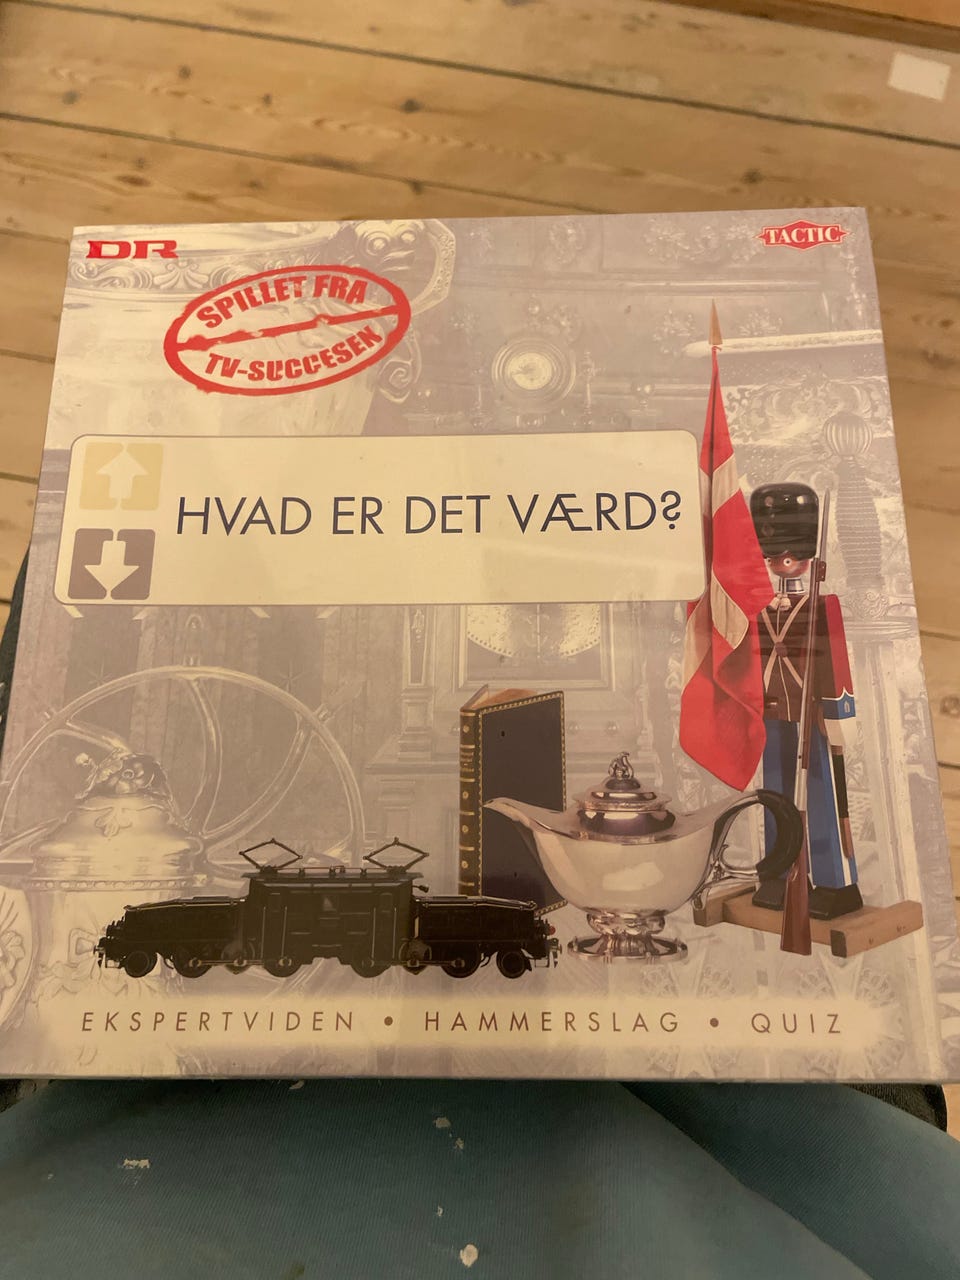 DR
TACTIC
SPILLET FRA
TV-SUCCESEN
HVAD ER DET VÆRD?
EKSPERTVIDEN • HAMMERSLAG • QUIZ